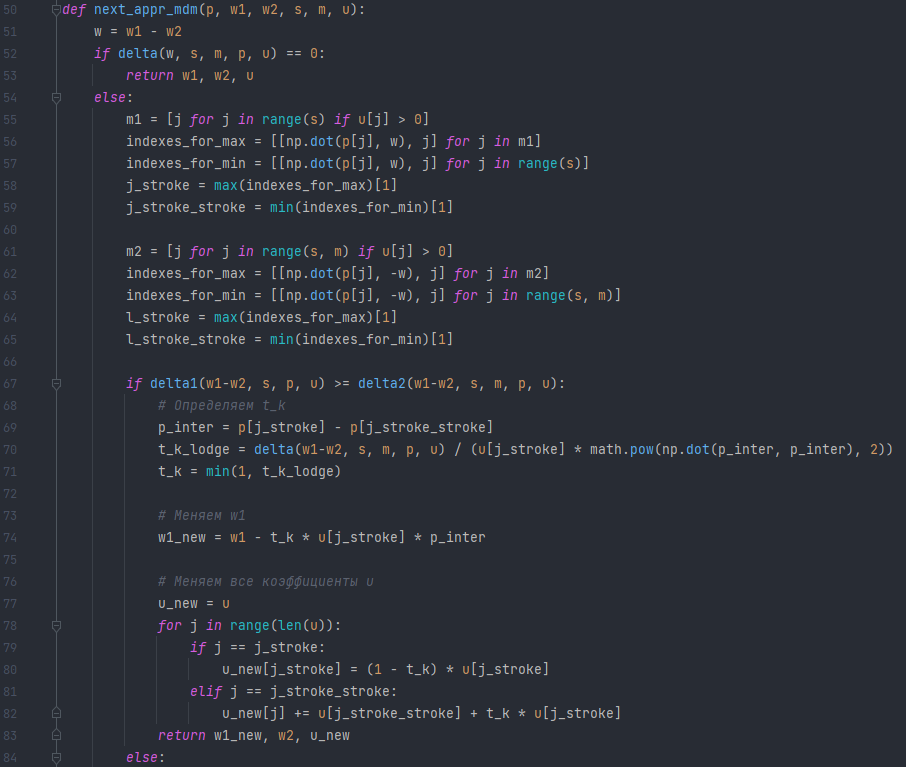 50 def next_appr_mdm(p, w1, w2, s, m, u):
51     w = w1 - w2
52     if delta(w, s, m, p, u) == 0:
53         return w1, w2, u
54     else:
55         m1 = [j for j in range(s) if u[j] > 0]
56         indexes_for_max = [[np.dot(p[j], w), j] for j in m1]
57         indexes_for_min = [[np.dot(p[j], w), j] for j in range(s)]
58         j_stroke = max(indexes_for_max)[1]
59         j_stroke_stroke = min(indexes_for_min)[1]
60
61         m2 = [j for j in range(s, m) if u[j] > 0]
62         indexes_for_max = [[np.dot(p[j], -w), j] for j in m2]
63         indexes_for_min = [[np.dot(p[j], -w), j] for j in range(s, m)]
64         l_stroke = max(indexes_for_max)[1]
65         l_stroke_stroke = min(indexes_for_min)[1]
66
67         if delta1(w1-w2, s, p, u) >= delta2(w1-w2, s, m, p, u):
68             # Определяем t_k
69             p_inter = p[j_stroke] - p[j_stroke_stroke]
70             t_k_lodge = delta(w1-w2, s, m, p, u) / (u[j_stroke] * math.pow(np.dot(p_inter, p_inter), 2))
71             t_k = min(1, t_k_lodge)
72
73             # Меняем w1
74             w1_new = w1 - t_k * u[j_stroke] * p_inter
75
76             # Меняем все коэффициенты u
77             u_new = u
78             for j in range(len(u)):
79                 if j == j_stroke:
80                     u_new[j_stroke] = (1 - t_k) * u[j_stroke]
81                 elif j == j_stroke_stroke:
82                     u_new[j] += u[j_stroke_stroke] + t_k * u[j_stroke]
83             return w1_new, w2, u_new
84         else: